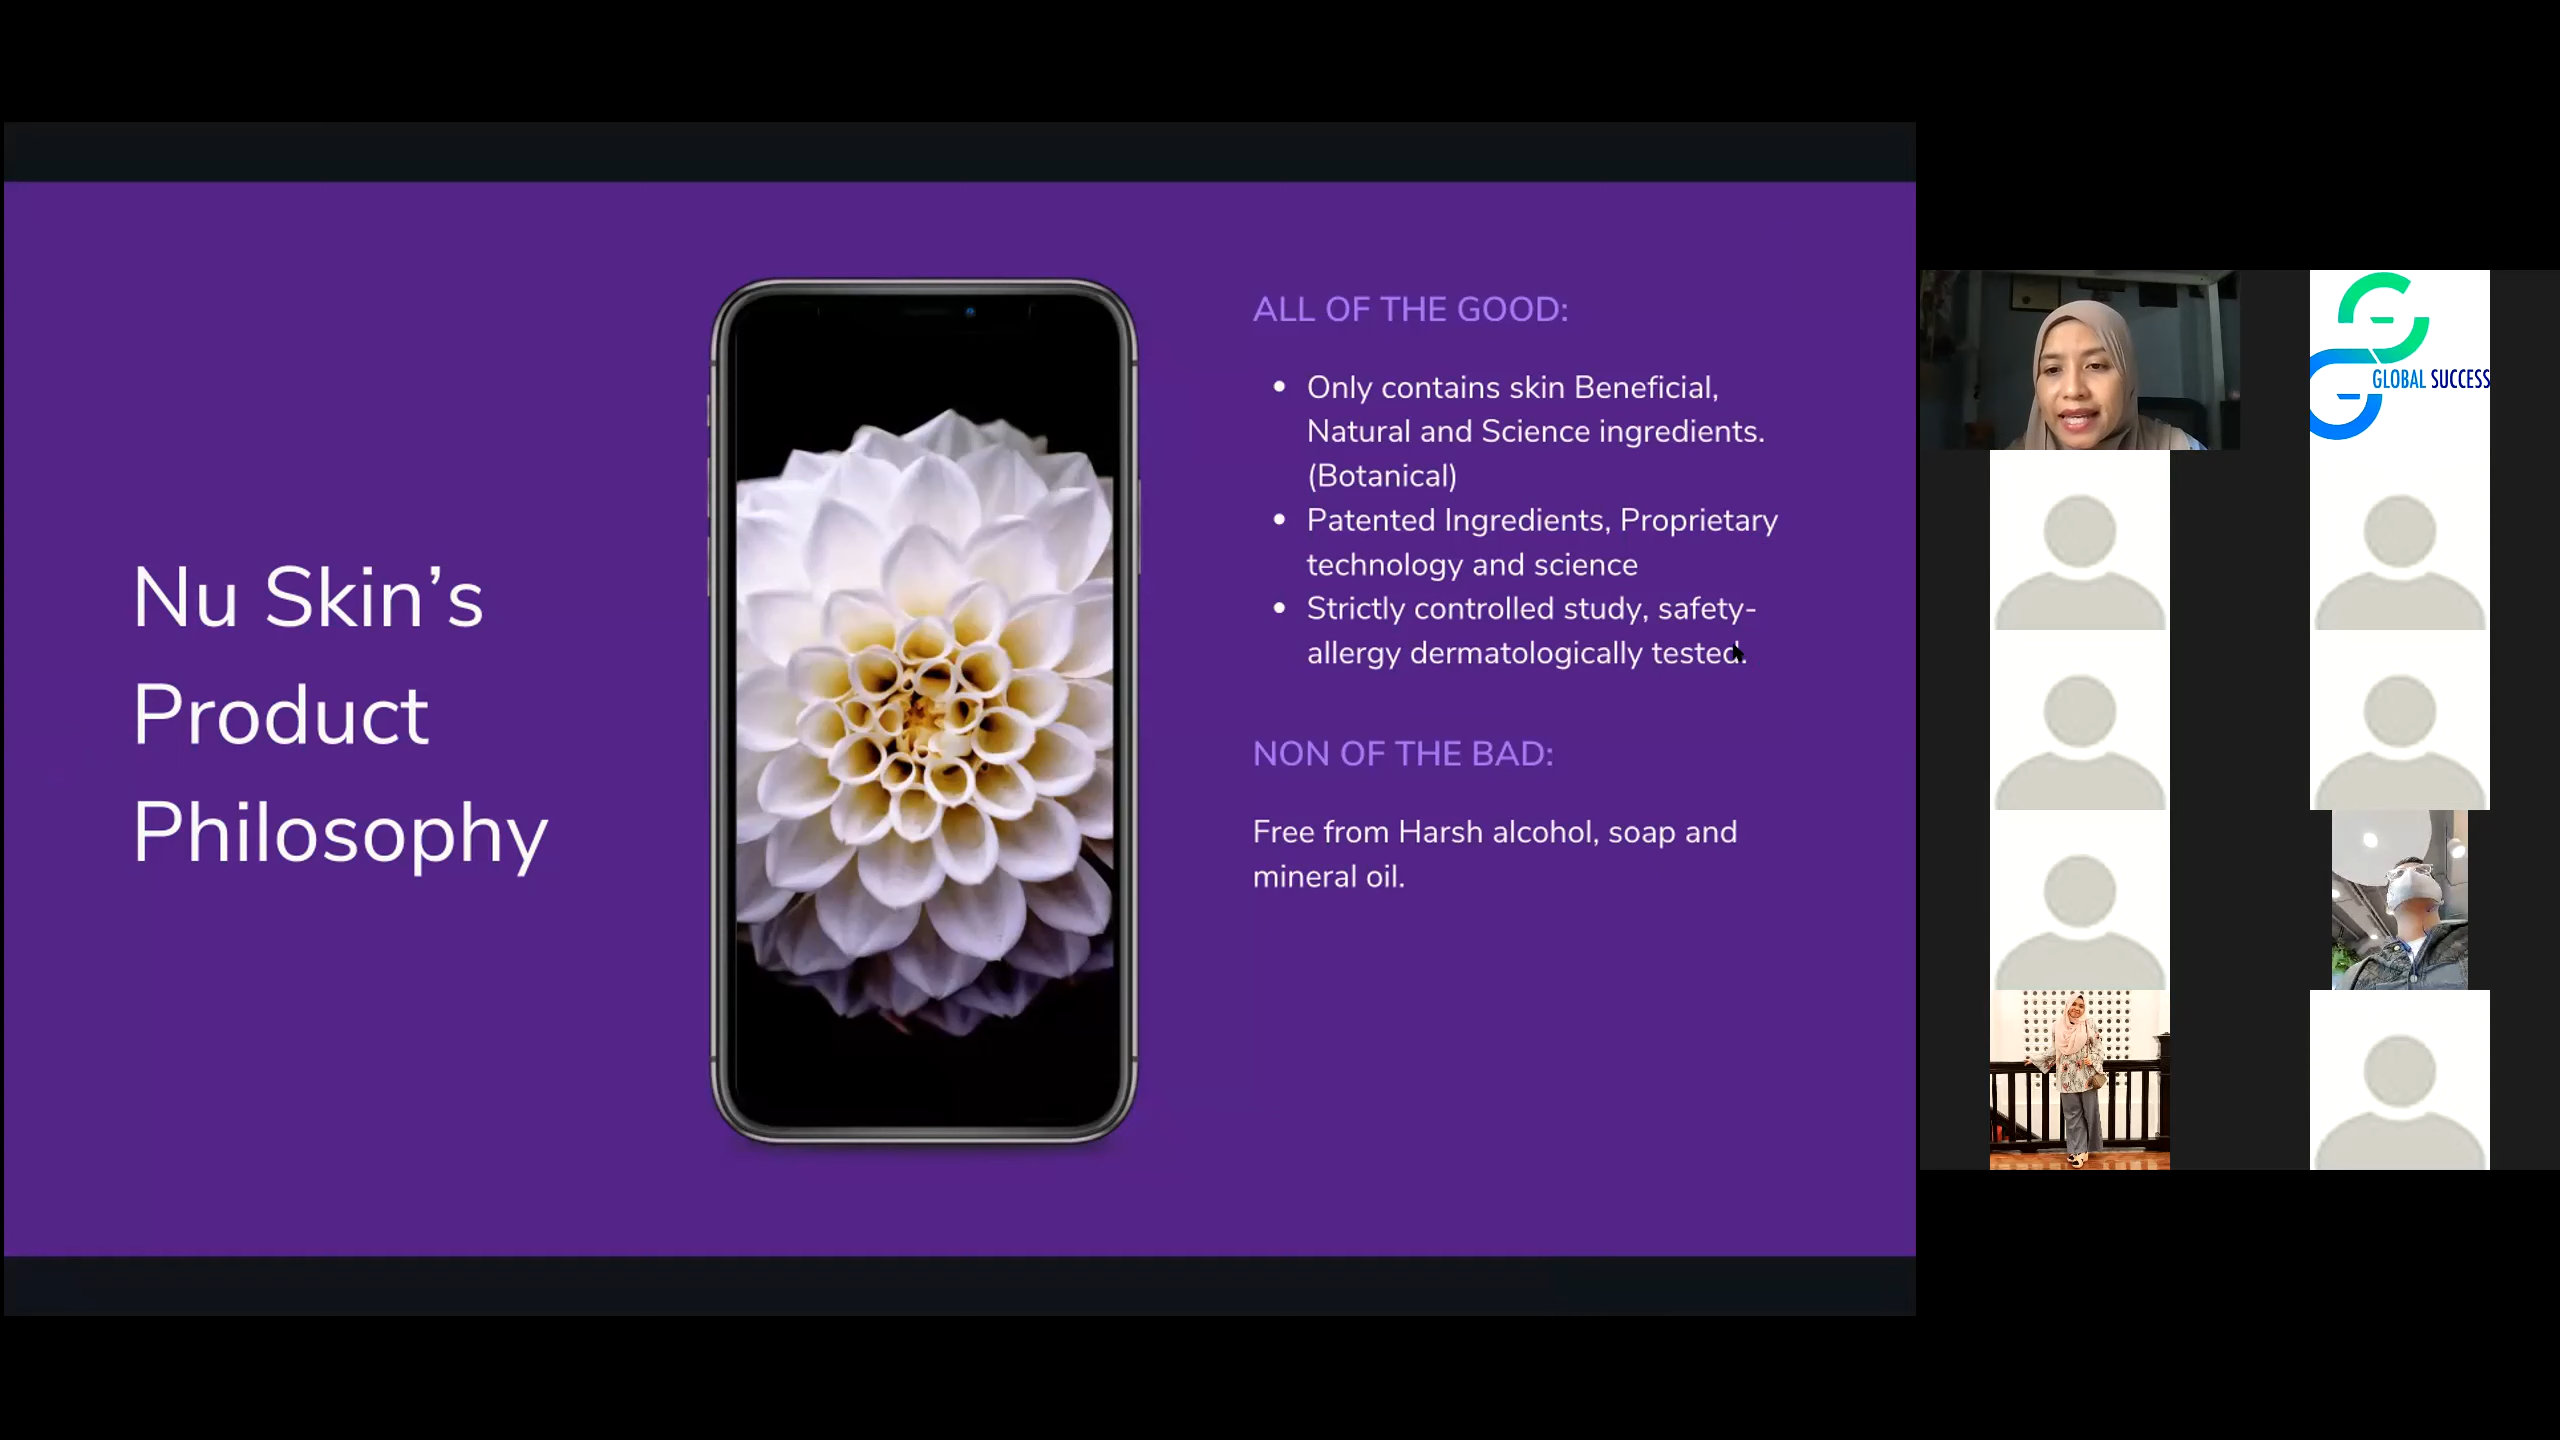 Nu Skin’s
Product
Philosophy
ALL OF THE GOOD:
• Only contains skin Beneficial,
Natural and Science ingredients.
(Botanical)
• Patented Ingredients, Proprietary
technology and science
• Strictly controlled study, safety-
allergy dermatologically tested.
NON OF THE BAD:
Free from Harsh alcohol, soap and
mineral oil.
GLOBAL SUCCESS